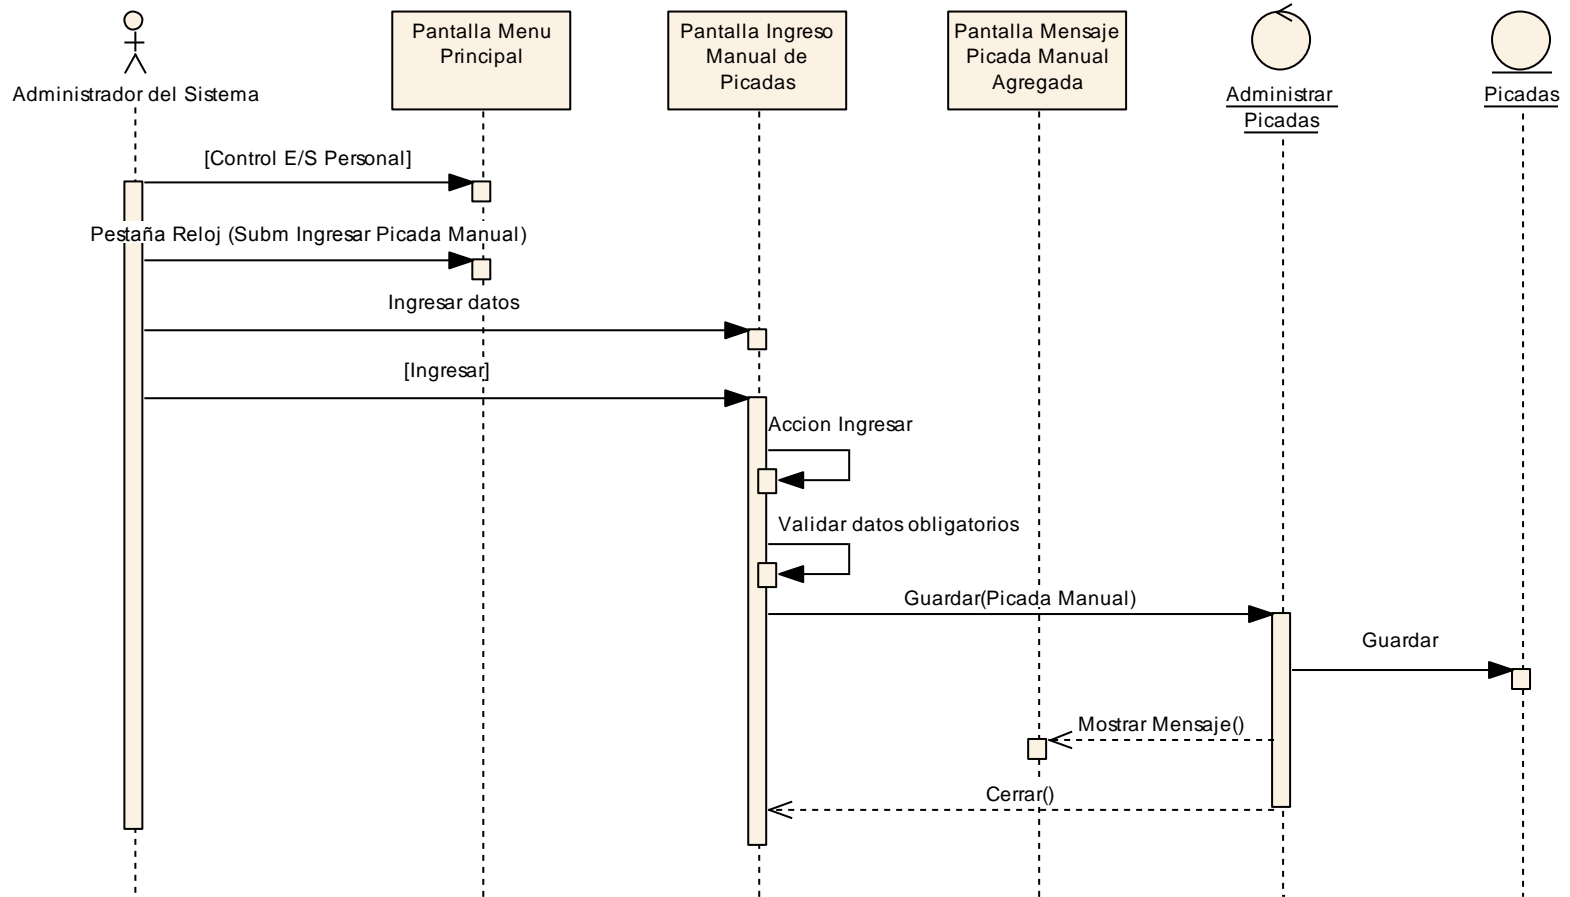 Administrador del Sistema
Pantalla Menu
Principal
Pantalla Ingreso
Manual de
Picadas
Pantalla Mensaje
Picada Manual
Agregada
Administrar
Picadas
Picadas
[Control E/S Personal]
Pestaña Reloj (Subm Ingresar Picada Manual)
Ingresar datos
[Ingresar]
Accion Ingresar
Validar datos obligatorios
Guardar(Picada Manual)
Guardar
Mostrar Mensaje()
Cerrar()